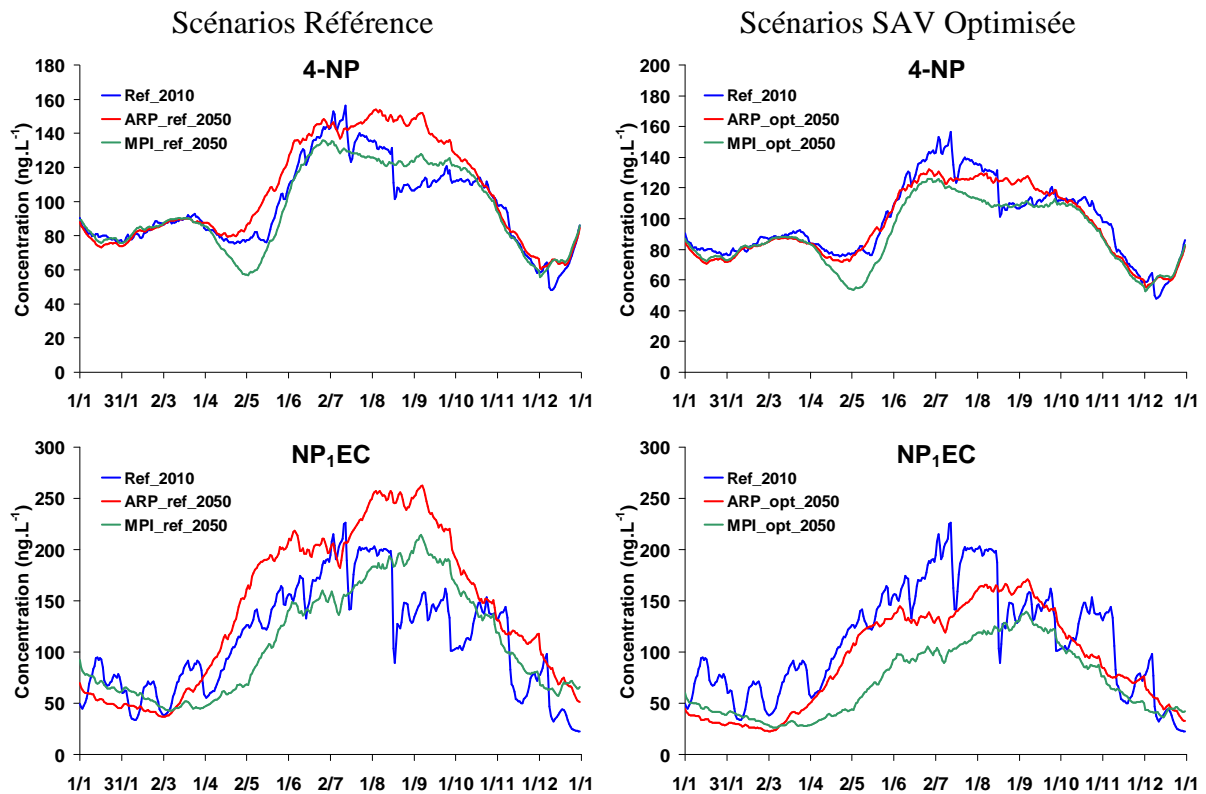 Scénarios Référence
Scénarios SAV Optimisée
4-NP
Concentration (ng.L⁻¹)
180
160
140
120
100
80
60
40
20
0
Ref_2010
ARP_ref_2050
MPI_ref_2050
1/1 31/1 2/3 1/4 2/5 1/6 2/7 1/8 1/9 1/10 1/11 1/12 1/1
4-NP
Concentration (ng.L⁻¹)
200
180
160
140
120
100
80
60
40
20
0
Ref_2010
ARP_opt_2050
MPI_opt_2050
1/1 31/1 2/3 1/4 2/5 1/6 2/7 1/8 1/9 1/10 1/11 1/12 1/1
NP₁EC
Concentration (ng.L⁻¹)
300
250
200
150
100
50
0
Ref_2010
ARP_ref_2050
MPI_ref_2050
1/1 31/1 2/3 1/4 2/5 1/6 2/7 1/8 1/9 1/10 1/11 1/12 1/1
NP₁EC
Concentration (ng.L⁻¹)
300
250
200
150
100
50
0
Ref_2010
ARP_opt_2050
MPI_opt_2050
1/1 31/1 2/3 1/4 2/5 1/6 2/7 1/8 1/9 1/10 1/11 1/12 1/1